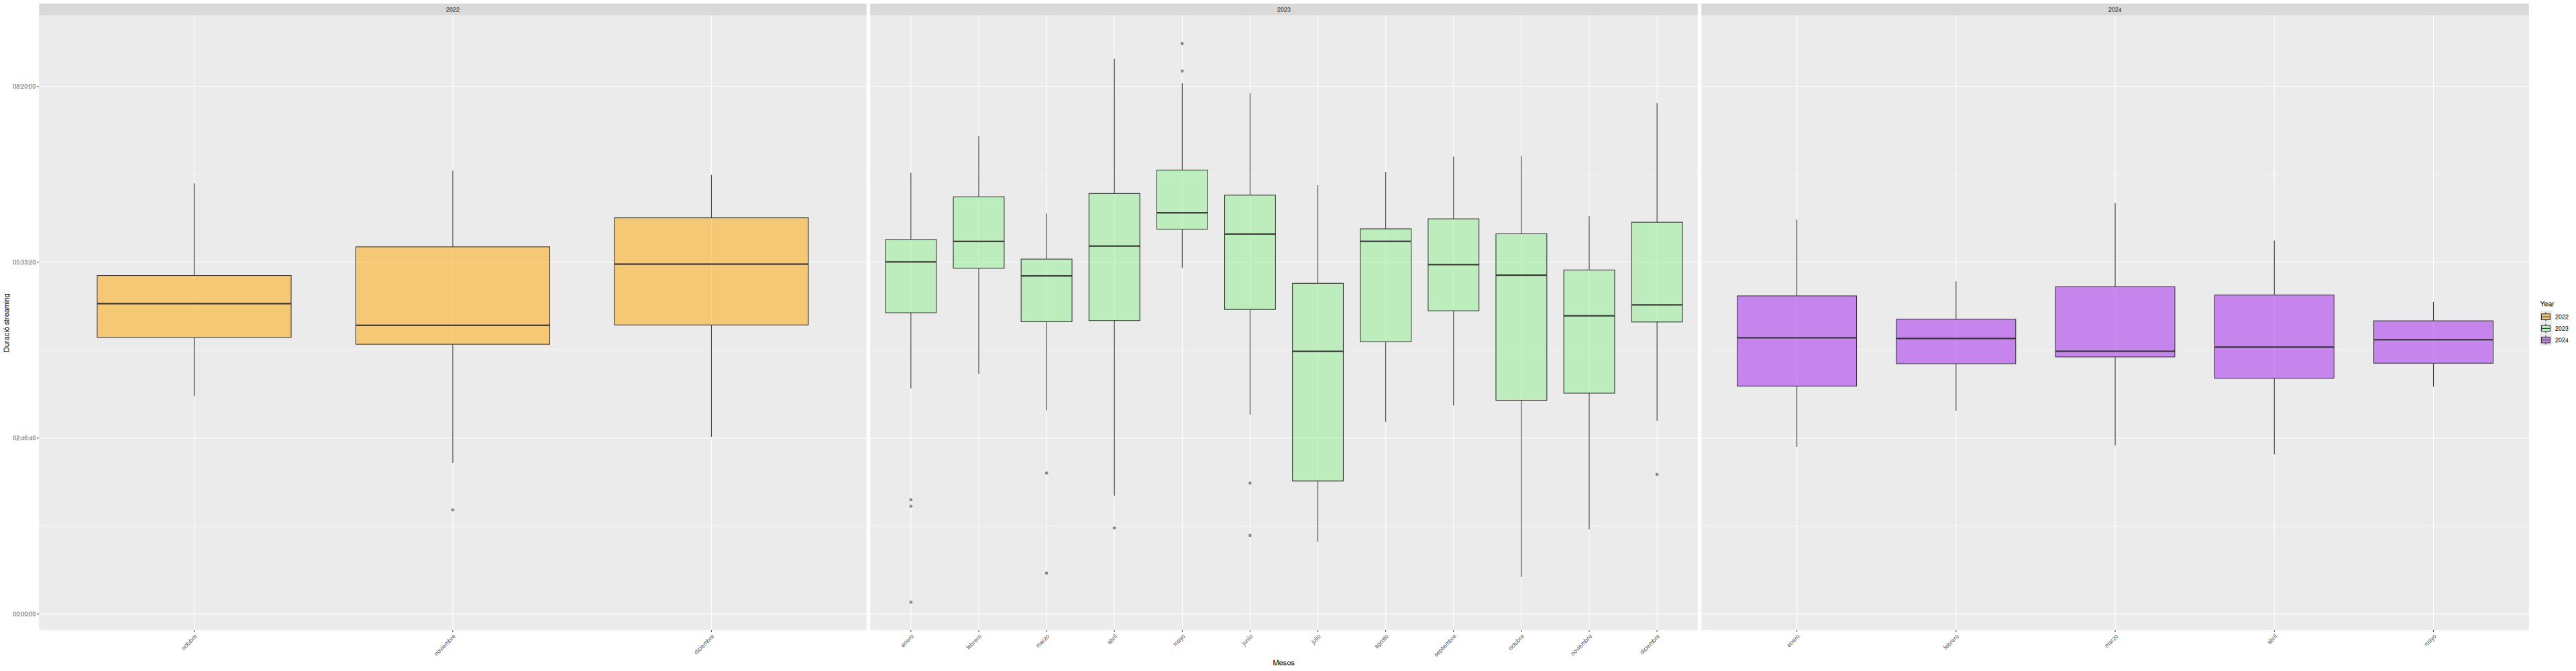 2022
2023
2024
Duració streaming
08:20:00
05:33:20
02:46:40
00:00:00
octubre
noviembre
diciembre
enero
febrero
marzo
abril
mayo
junio
julio
agosto
septiembre
octubre
noviembre
diciembre
enero
febrero
marzo
abril
mayo
Mesos
Year
2022
2023
2024